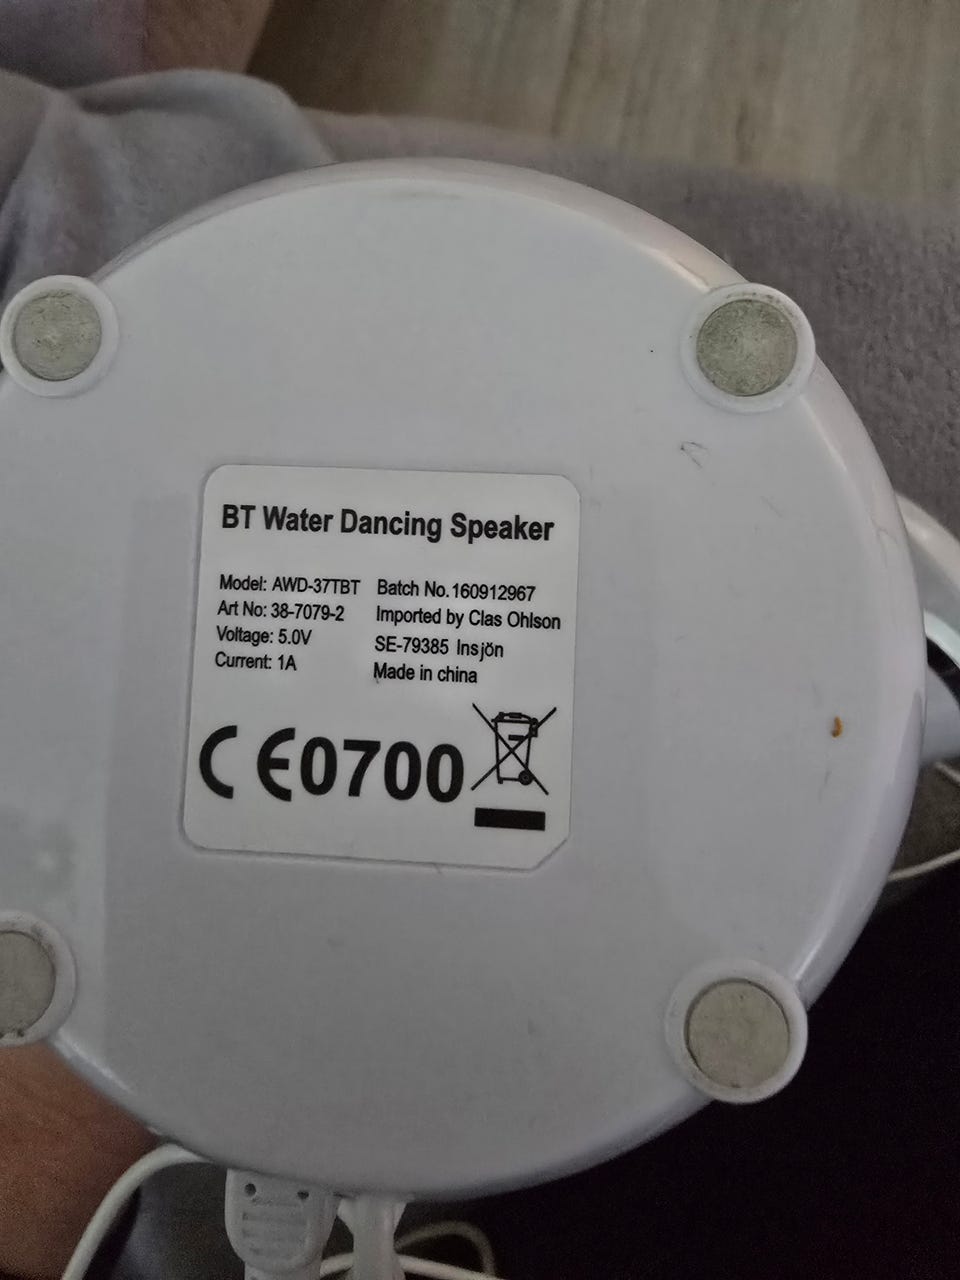 BT Water Dancing Speaker
Model: AWD-37TBT
Art No: 38-7079-2
Voltage: 5.0V
Current: 1A
Batch No. 160912967
Imported by Clas Ohlson
SE-79385 Insjön
Made in china
CE0700